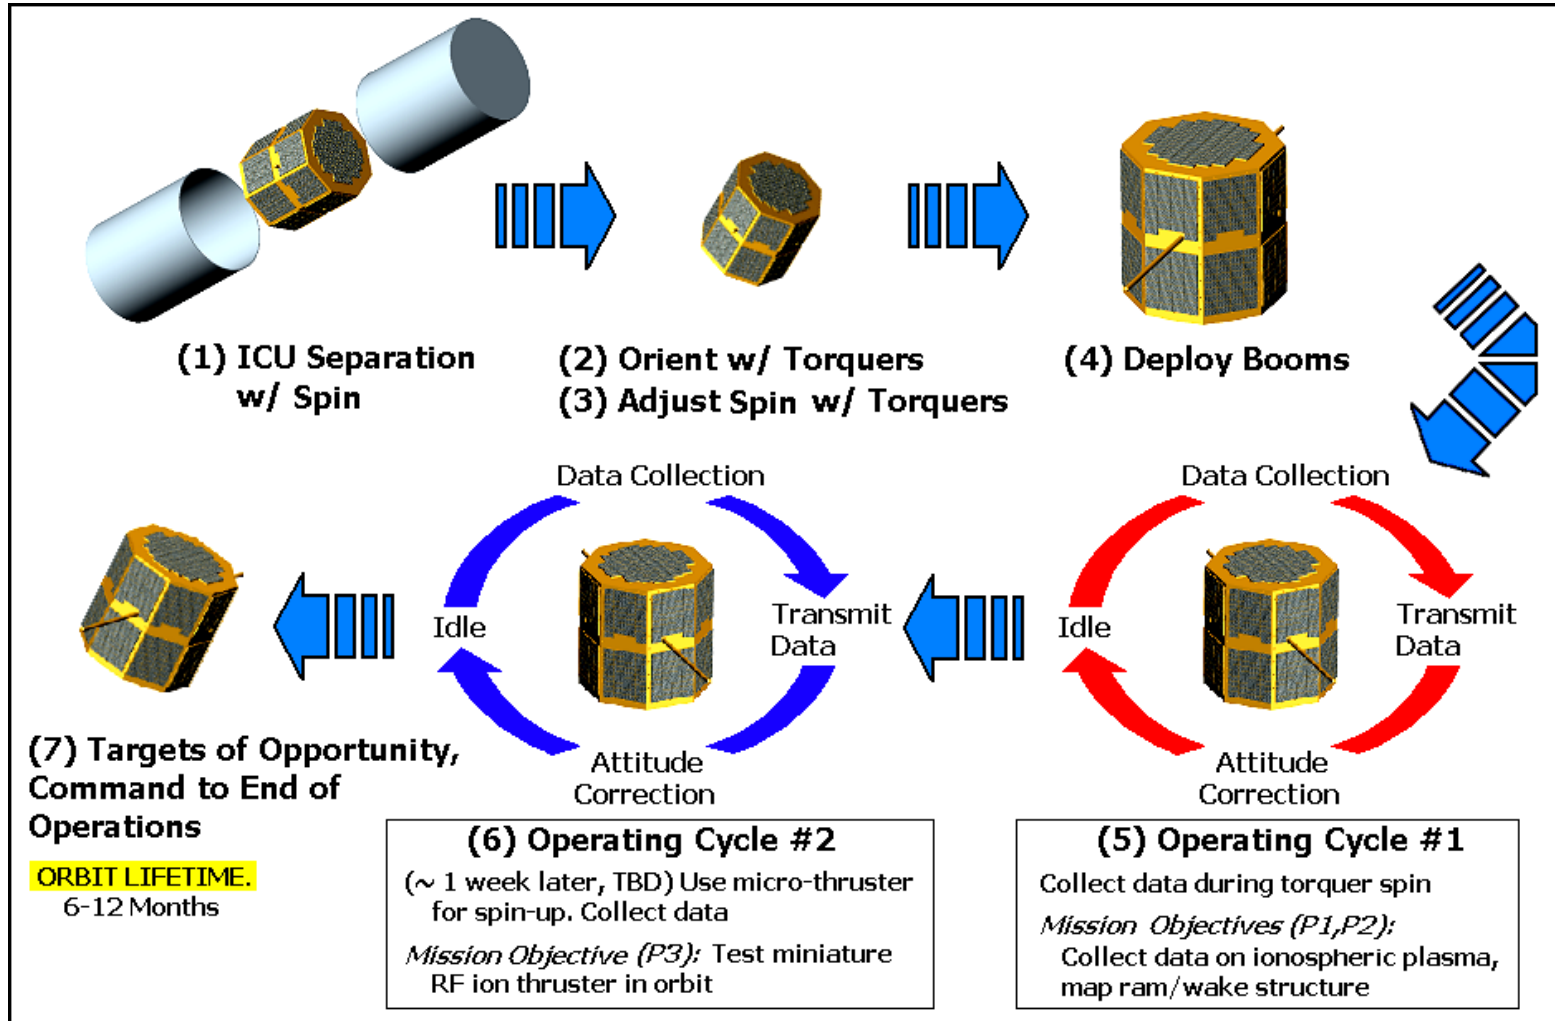 (1) ICU Separation
w/ Spin
(2) Orient w/ Torquers
(3) Adjust Spin w/ Torquers
(4) Deploy Booms
Data Collection
Transmit
Data
Attitude
Correction
Idle
(5) Operating Cycle #1
Collect data during torquer spin
Mission Objectives (P1,P2):
Collect data on ionospheric plasma,
map ram/wake structure
Data Collection
Transmit
Data
Attitude
Correction
Idle
(6) Operating Cycle #2
(~ 1 week later, TBD) Use micro-thruster
for spin-up. Collect data
Mission Objective (P3): Test miniature
RF ion thruster in orbit
(7) Targets of Opportunity,
Command to End of
Operations
ORBIT LIFETIME.
6-12 Months